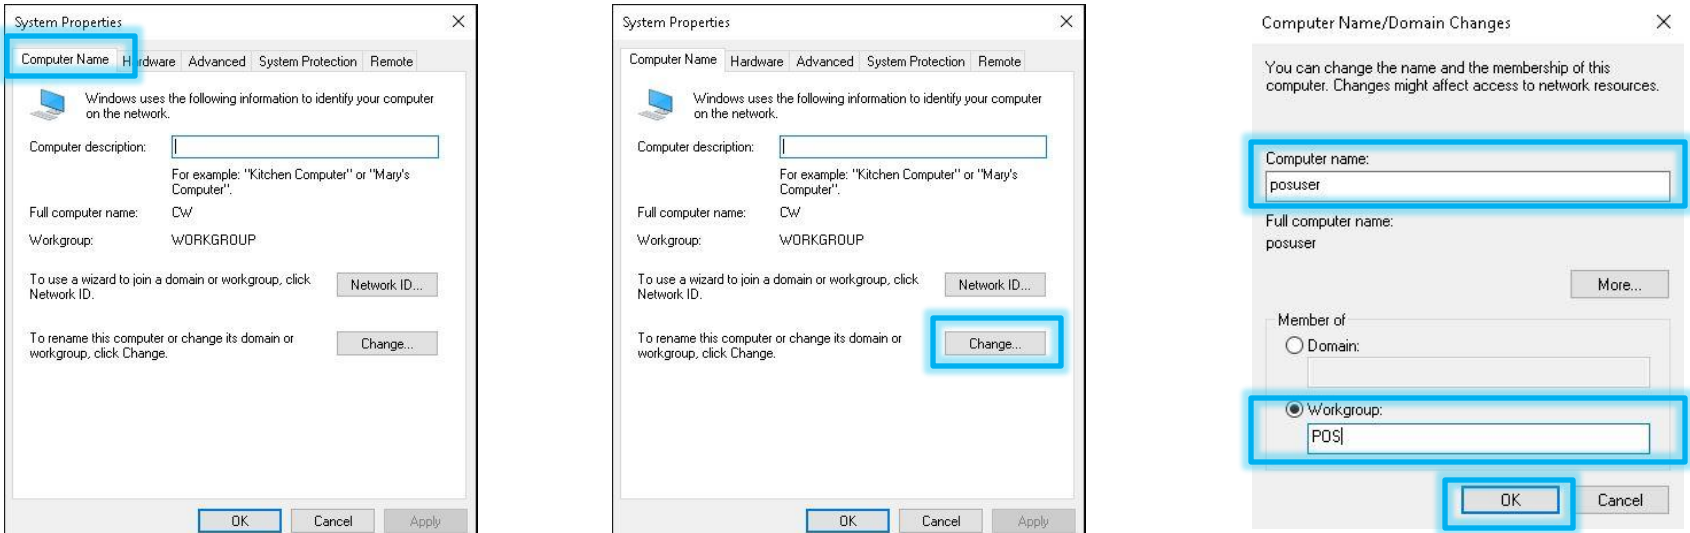 System Properties
Computer Name Hardware Advanced System Protection Remote
Windows uses the following information to identify your computer
on the network.
Computer description:
For example: "Kitchen Computer" or "Mary's
Computer".
Full computer name: CW
Workgroup: WORKGROUP
To use a wizard to join a domain or workgroup, click
Network ID.
Network ID...
To rename this computer or change its domain or
workgroup, click Change.
Change...
OK Cancel Apply
System Properties
Computer Name Hardware Advanced System Protection Remote
Windows uses the following information to identify your computer
on the network.
Computer description:
For example: "Kitchen Computer" or "Mary's
Computer".
Full computer name: CW
Workgroup: WORKGROUP
To use a wizard to join a domain or workgroup, click
Network ID.
Network ID...
To rename this computer or change its domain or
workgroup, click Change.
Change...
OK Cancel Apply
Computer Name/Domain Changes
You can change the name and the membership of this
computer. Changes might affect access to network resources.
Computer name:
posuser
Full computer name:
posuser
More...
Member of
Domain:
Workgroup:
POS
OK Cancel